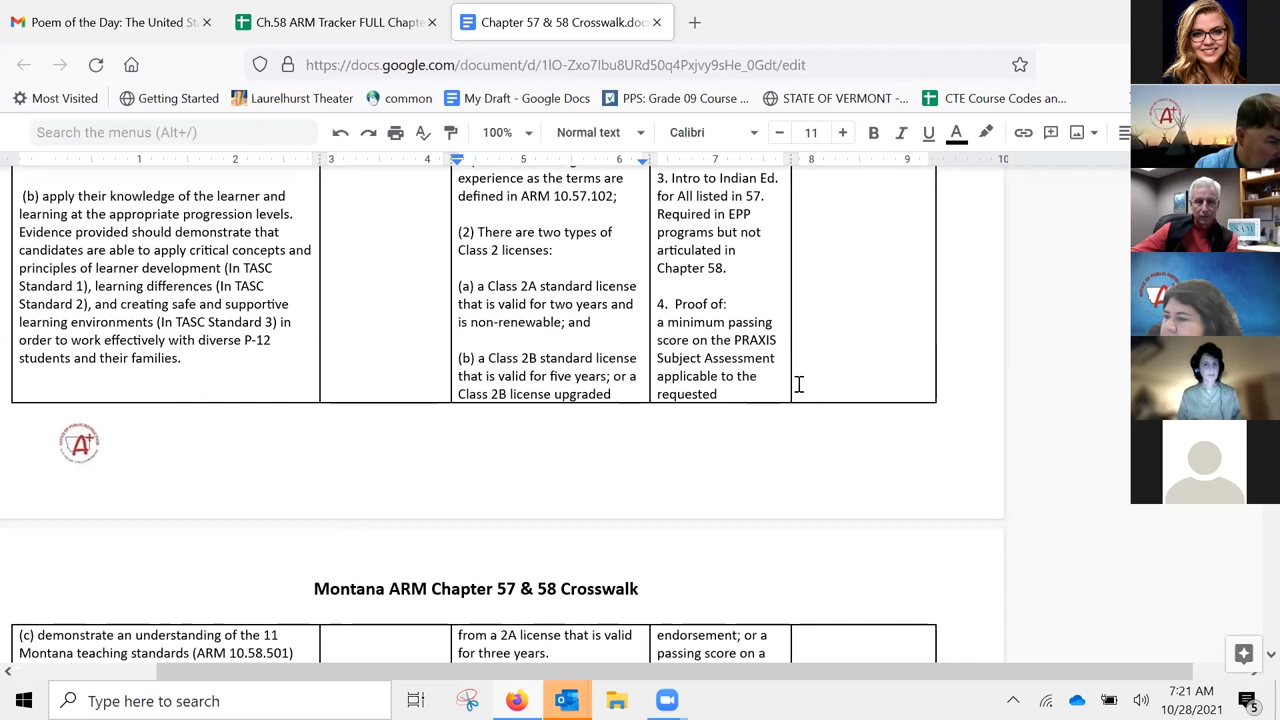 Poem of the Day: The United St
Ch.58 ARM Tracker FULL Chapte
Chapter 57 & 58 Crosswalk.doc
https://docs.google.com/document/d/1lO-Zxo7Ibu8URd50q4Pxjvy9sHe_0Gdt/edit
Most Visited
Getting Started
Laurelhurst Theater
common
My Draft - Google Docs
PPS: Grade 09 Course ...
STATE OF VERMONT -...
CTE Course Codes an...
Search the menus (Alt+/)
100%
Normal text
Calibri
11
1 2 3 4 5 6 7 8 9 10
(b) apply their knowledge of the learner and
learning at the appropriate progression levels.
Evidence provided should demonstrate that
candidates are able to apply critical concepts and
principles of learner development (In TASC
Standard 1), learning differences (In TASC
Standard 2), and creating safe and supportive
learning environments (In TASC Standard 3) in
order to work effectively with diverse P-12
students and their families.
experience as the terms are
defined in ARM 10.57.102;
(2) There are two types of
Class 2 licenses:
(a) a Class 2A standard license
that is valid for two years and
is non-renewable; and
(b) a Class 2B standard license
that is valid for five years; or a
Class 2B license upgraded
3. Intro to Indian Ed.
for All listed in 57.
Required in EPP
programs but not
articulated in
Chapter 58.
4. Proof of:
a minimum passing
score on the PRAXIS
Subject Assessment
applicable to the
requested
A+
Montana ARM Chapter 57 & 58 Crosswalk
(c) demonstrate an understanding of the 11
Montana teaching standards (ARM 10.58.501)
from a 2A license that is valid
for three years.
endorsement; or a
passing score on a
SAM
Type here to search
7:21 AM
10/28/2021
5